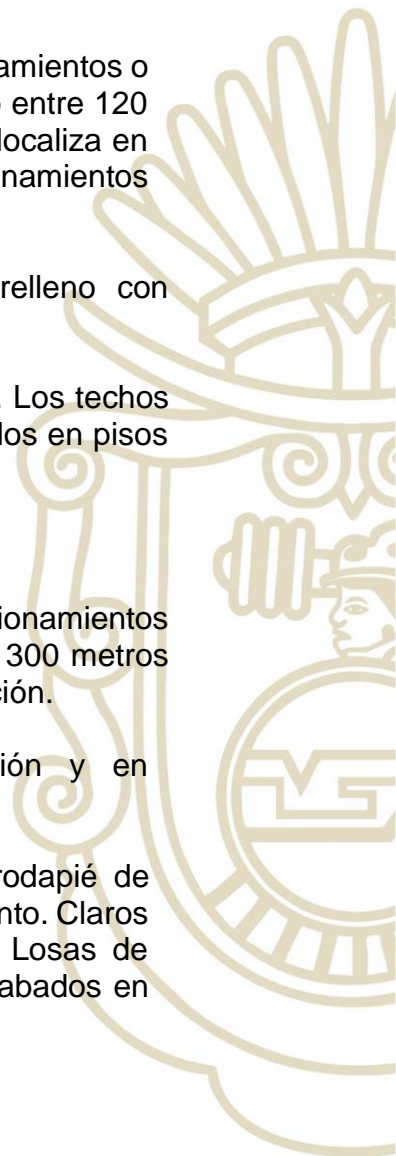 amientos o
entre 120
localiza en
namientos
relleno con
Los techos
los en pisos
ionamientos
300 metros
ción.
ión y en
rodapié de
nto. Claros
Losas de
abados en